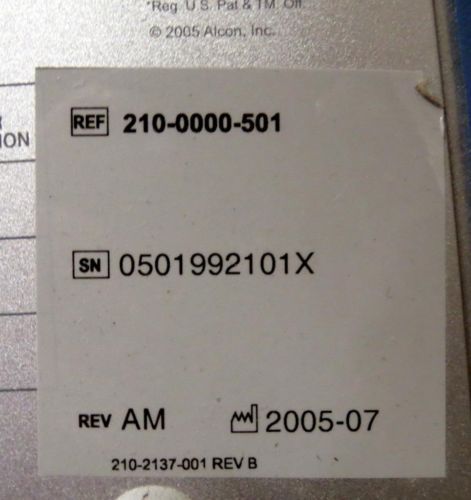 *Reg. U.S. Pat & TM. Off.
© 2005 Alcon, Inc.
REF 210-0000-501
ION
SN 0501992101X
REV AM 2005-07
210-2137-001 REV B